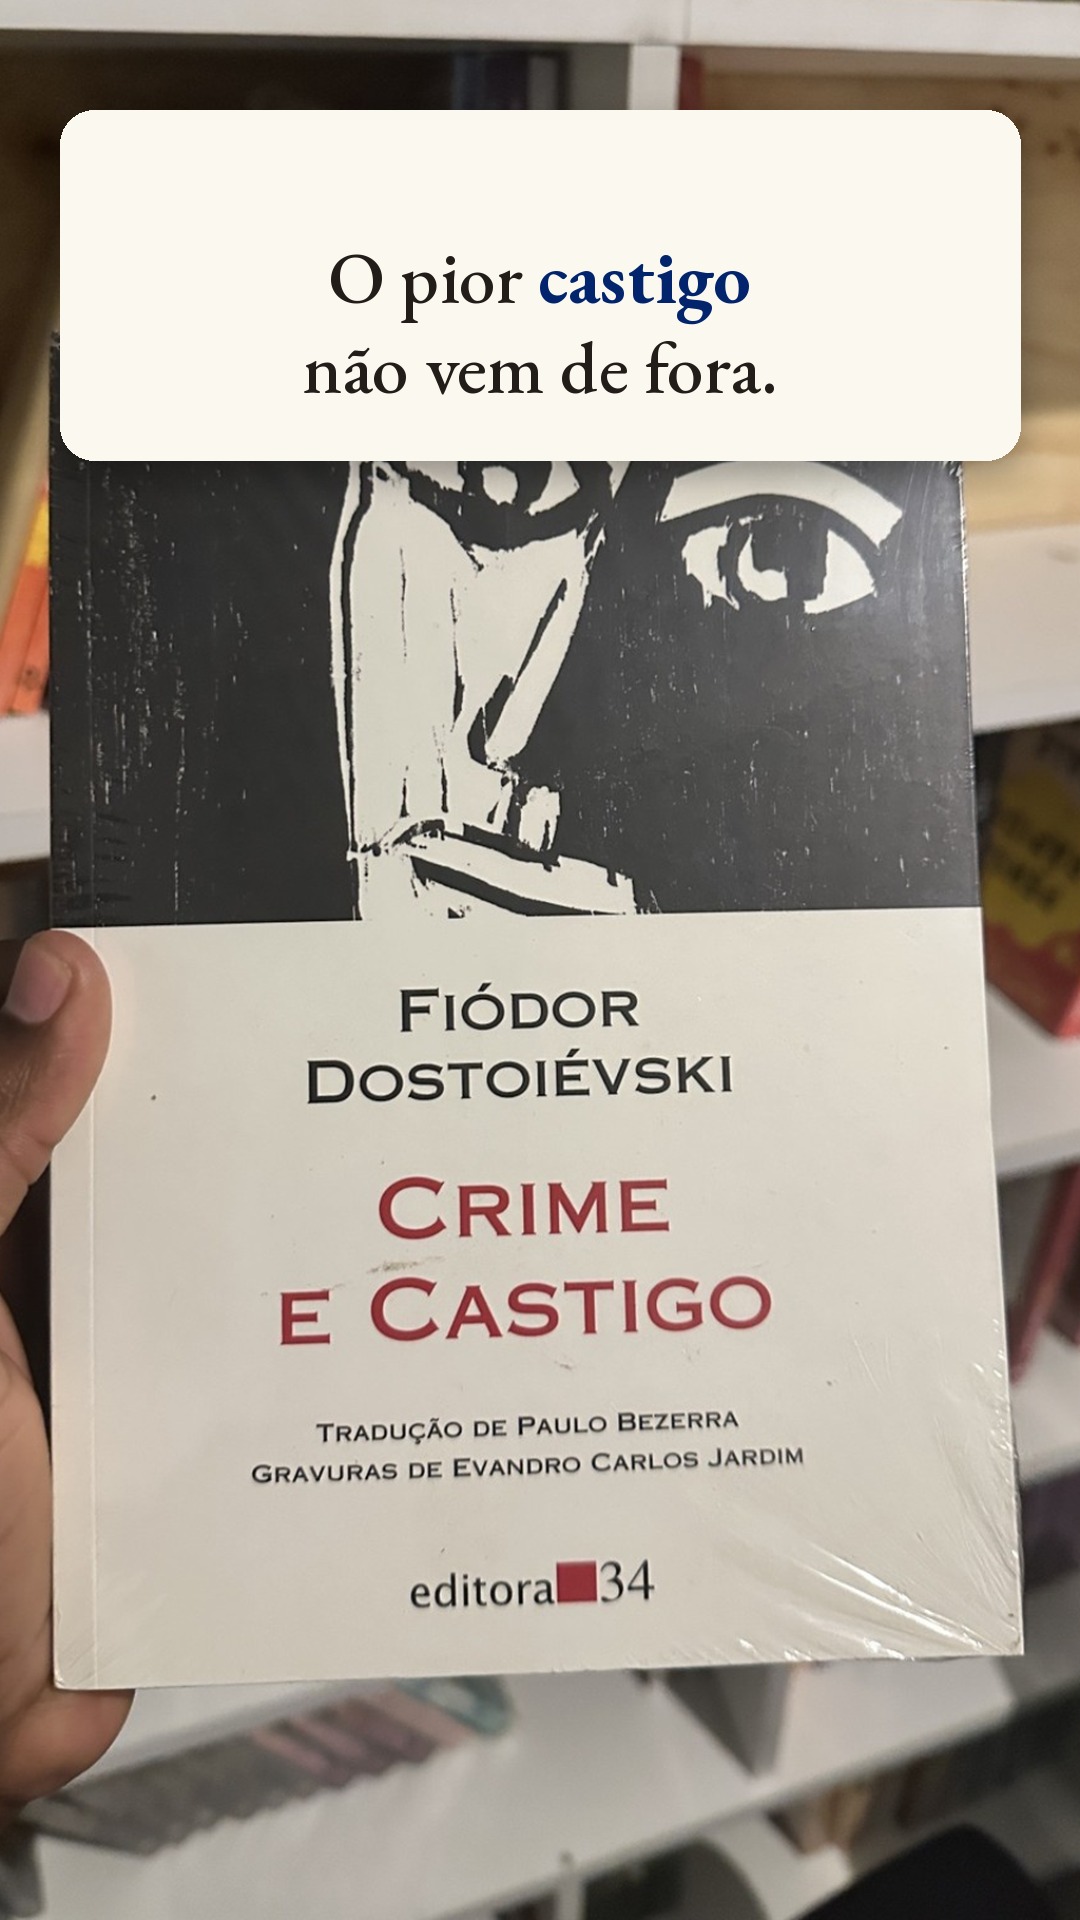 O pior castigo
não vem de fora.
FIÓDOR
DOSTOIÉVSKI
CRIME
E CASTIGO
TRADUÇÃO DE PAULO BEZERRA
GRAVURAS DE EVANDRO CARLOS JARDIM
editora 34